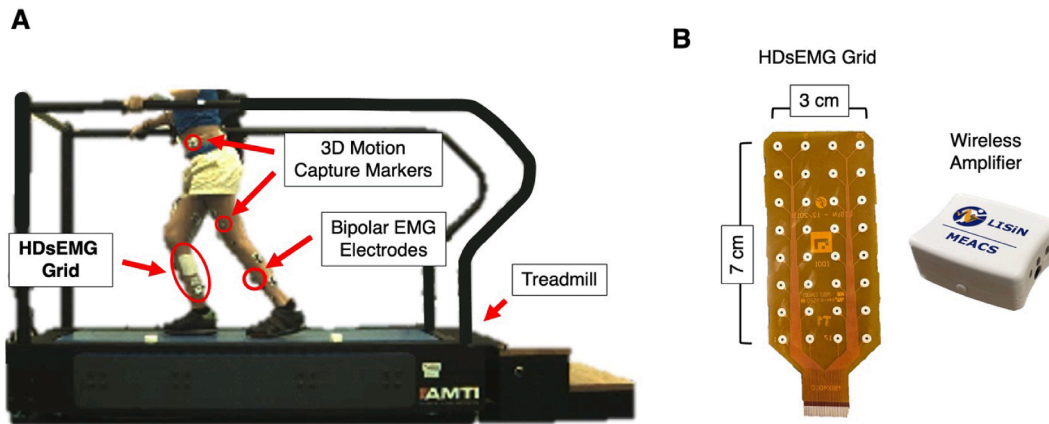 A
3D Motion
Capture Markers
Bipolar EMG
Electrodes
HDsEMG
Grid
Treadmill
AMTI
B
HDsEMG Grid
3 cm
7 cm
Wireless
Amplifier
LISiN
MEACS